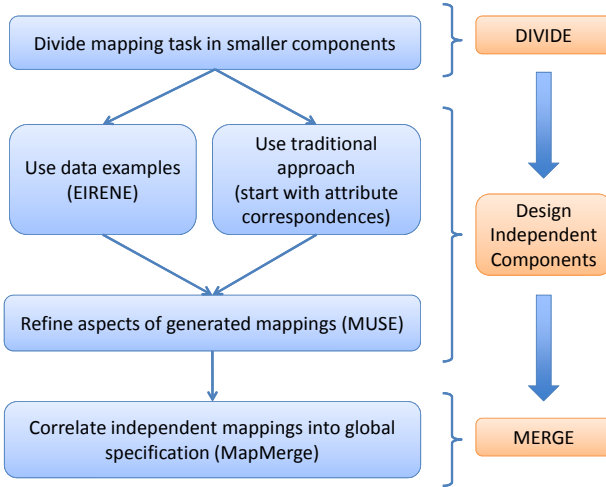 Divide mapping task in smaller components
DIVIDE
Use data examples
(EIRENE)
Use traditional
approach
(start with attribute
correspondences)
Design
Independent
Components
Refine aspects of generated mappings (MUSE)
Correlate independent mappings into global
specification (MapMerge)
MERGE